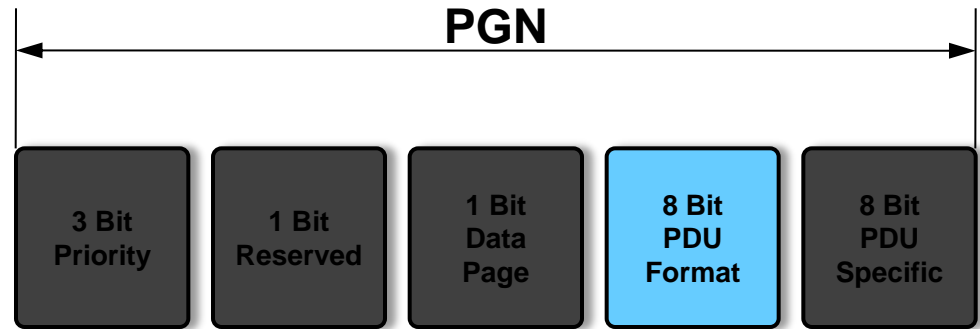 PGN
3 Bit
Priority
1 Bit
Reserved
1 Bit
Data
Page
8 Bit
PDU
Format
8 Bit
PDU
Specific